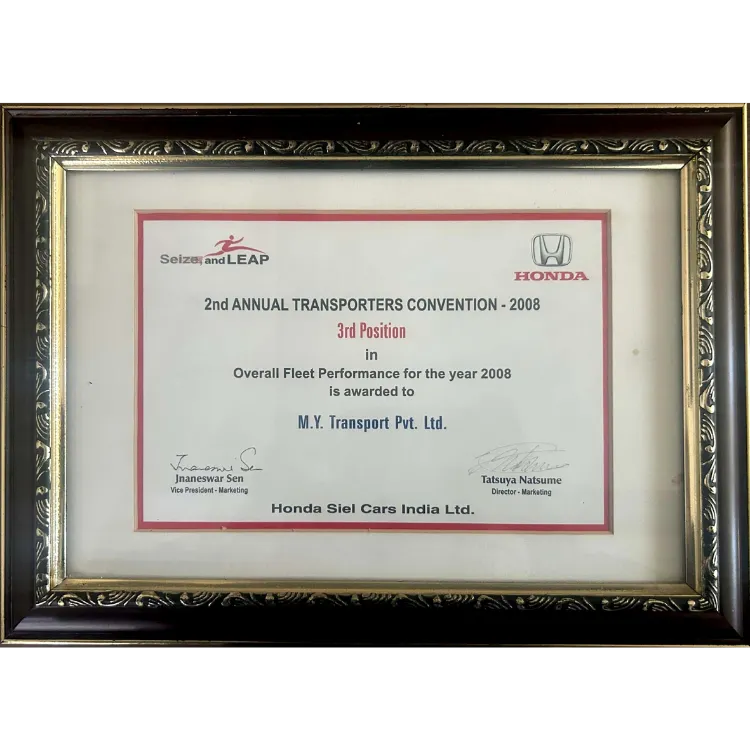 Seize, and LEAP
HONDA
2nd ANNUAL TRANSPORTERS CONVENTION - 2008
3rd Position
in
Overall Fleet Performance for the year 2008
is awarded to
M.Y. Transport Pvt. Ltd.
Jnaneswar Sen
Jnaneswar Sen
Vice President - Marketing
Tatsuya Natsume
Director - Marketing
Honda Siel Cars India Ltd.